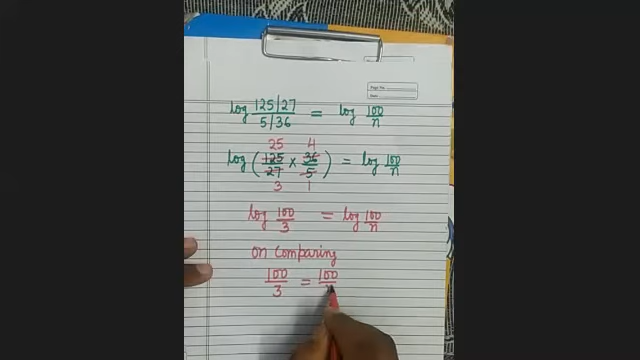 log 125/27 / 5/36 = log 100/n
25 4
log (125/27 × 36/5) = log 100/n
3 1
log 100/3 = log 100/n
on comparing
100/3 = 100/n